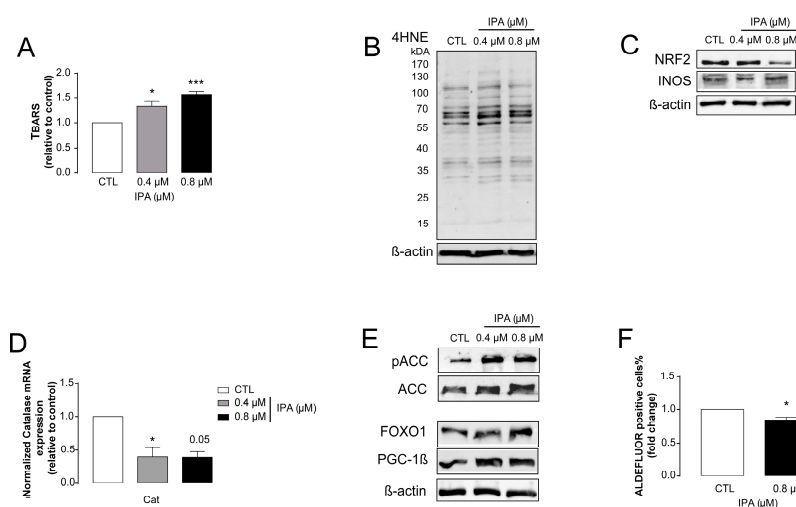 A
TBARS
(relative to control)
2.0
1.5
1.0
0.5
0.0
*
***
CTL
0.4 µM
0.8 µM
IPA (µM)
B
4HNE
kDA
IPA (µM)
CTL
0.4 µM
0.8 µM
170
130
100
70
55
40
35
25
15
ß-actin
C
IPA (µM)
CTL
0.4 µM
0.8 µM
NRF2
INOS
ß-actin
D
Normalized Catalase mRNA
expression
(relative to control)
1.5
1.0
0.5
0.0
*
0.05
Cat
CTL
0.4 µM
0.8 µM
IPA (µM)
E
IPA (µM)
CTL
0.4 µM
0.8 µM
pACC
ACC
FOXO1
PGC-1ß
ß-actin
F
ALDEFLUOR positive cells%
(fold change)
1.5
1.0
0.5
0.0
*
CTL
0.8 µ
IPA (µM)